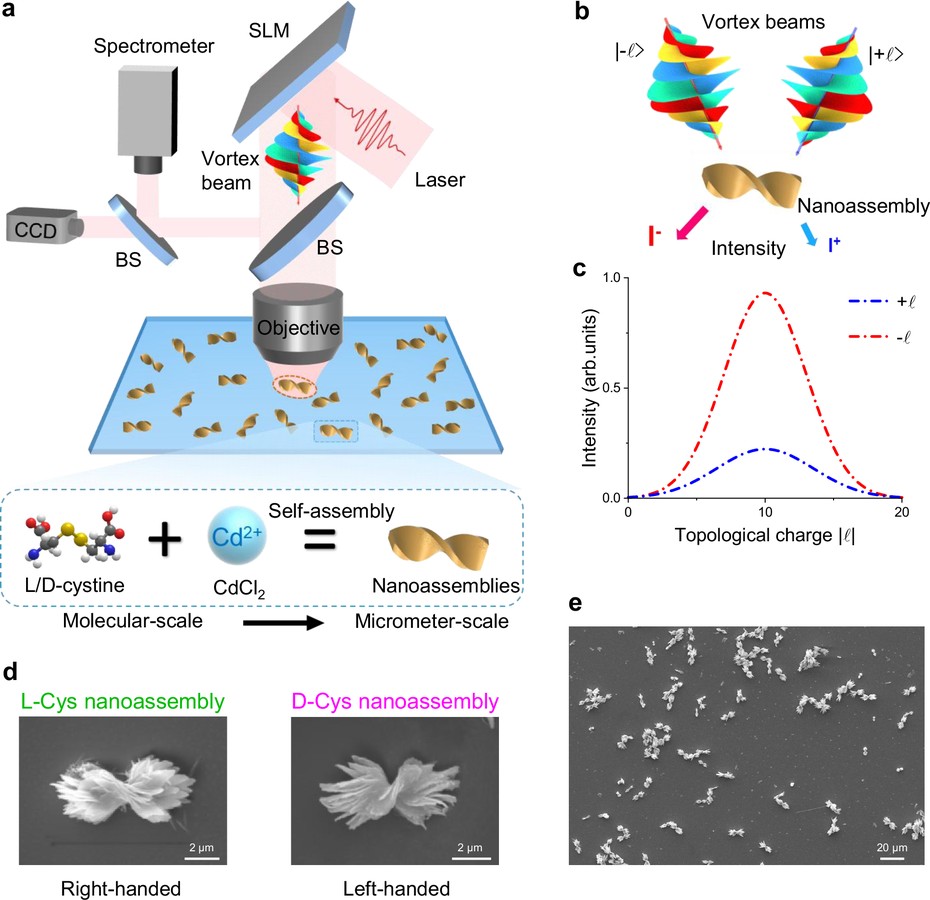 a
SLM
Spectrometer
Vortex
beam
Laser
CCD
BS
BS
Objective
Self-assembly
Cd2+
L/D-cystine
CdCl2
Nanoassemblies
Molecular-scale
Micrometer-scale
b
Vortex beams
|-ℓ>
|+ℓ>
Nanoassembly
I-
Intensity
I+
c
1.0
0.5
0.0
Intensity (arb.units)
+ℓ
-ℓ
0
10
20
Topological charge |ℓ|
d
L-Cys nanoassembly
D-Cys nanoassembly
2 µm
2 µm
Right-handed
Left-handed
e
20 µm